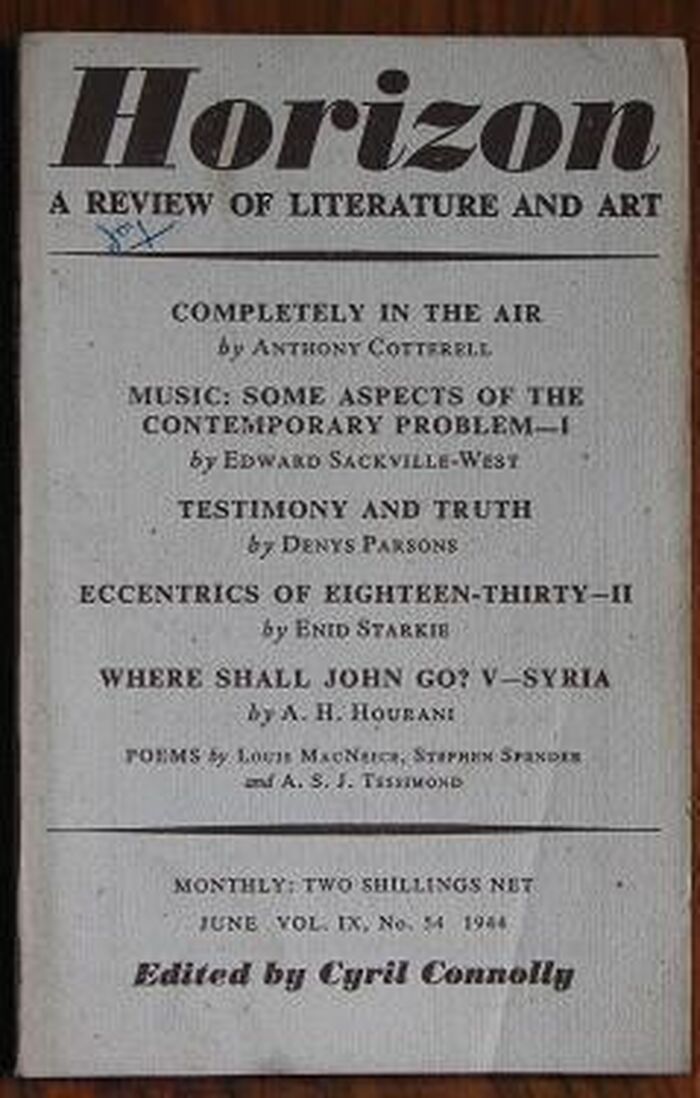 Horizon
A REVIEW OF LITERATURE AND ART
COMPLETELY IN THE AIR
by ANTHONY COTTERELL
MUSIC: SOME ASPECTS OF THE
CONTEMPORARY PROBLEM—I
by EDWARD SACKVILLE-WEST
TESTIMONY AND TRUTH
by DENYS PARSONS
ECCENTRICS OF EIGHTEEN-THIRTY—II
by ENID STARKIE
WHERE SHALL JOHN GO? V—SYRIA
by A. H. HOURANI
POEMS by LOUIS MACNEICE, STEPHEN SPENDER
and A. S. J. TESSIMOND
MONTHLY: TWO SHILLINGS NET
JUNE VOL. IX, No. 54 1944
Edited by Cyril Connolly